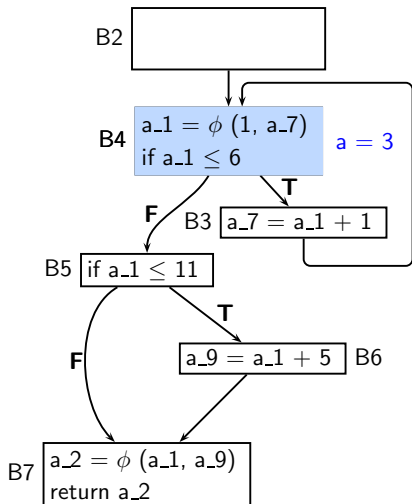 B2
B4
a_1 = ϕ (1, a_7)
if a_1 ≤ 6
a = 3
T
F
B3
a_7 = a_1 + 1
B5
if a_1 ≤ 11
T
F
a_9 = a_1 + 5
B6
B7
a_2 = ϕ (a_1, a_9)
return a_2